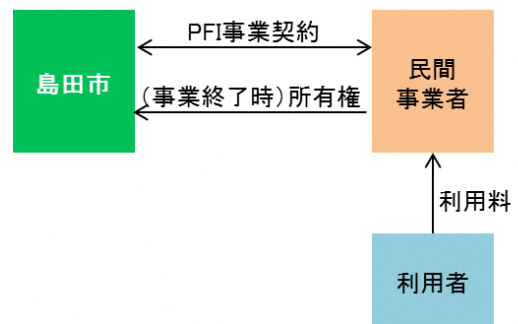 PFI事業契約
島田市
民間
事業者
(事業終了時)所有権
利用料
利用者